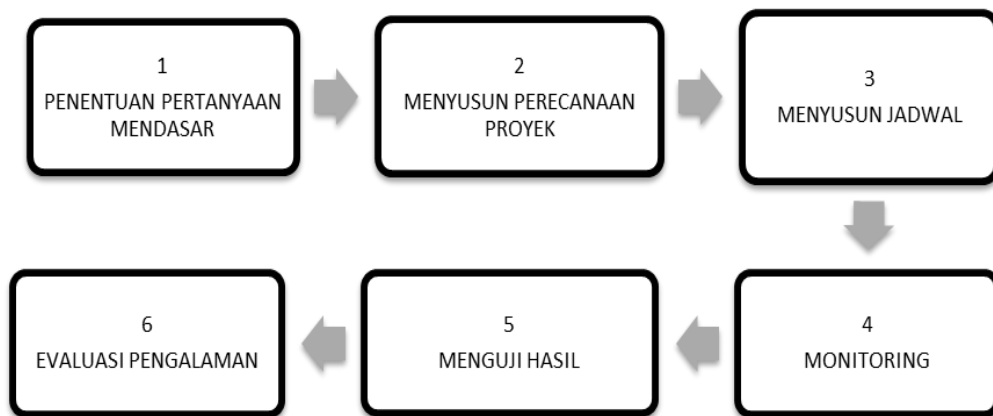 1
PENENTUAN PERTANYAAN
MENDASAR
2
MENYUSUN PERECANAAN
PROYEK
3
MENYUSUN JADWAL
4
MONITORING
5
MENGUJI HASIL
6
EVALUASI PENGALAMAN